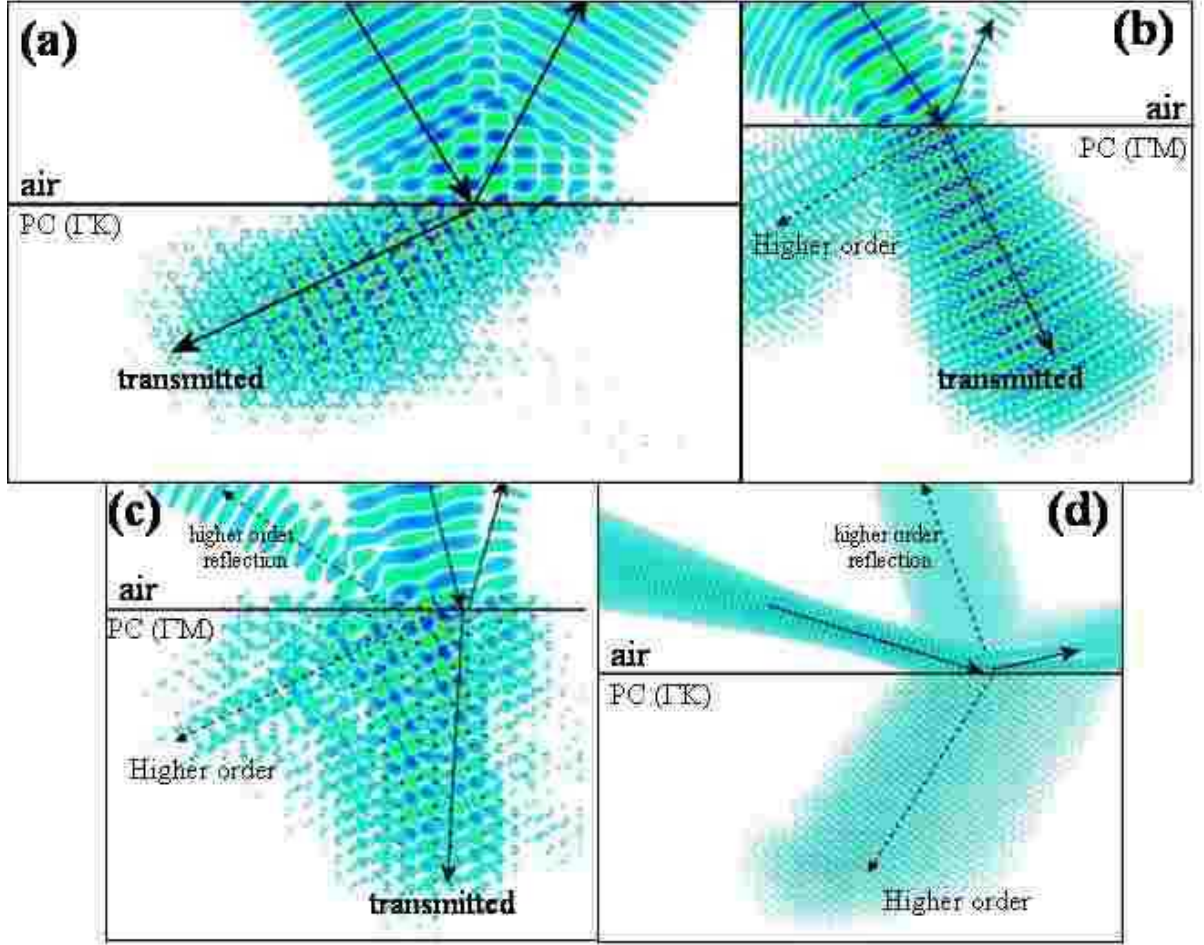 (a)
air
PC (ΓK)
transmitted
(b)
air
PC (ΓM)
Higher order
transmitted
(c)
higher order
reflection
air
PC (ΓM)
Higher order
transmitted
(d)
higher order
reflection
air
PC (ΓK)
Higher order